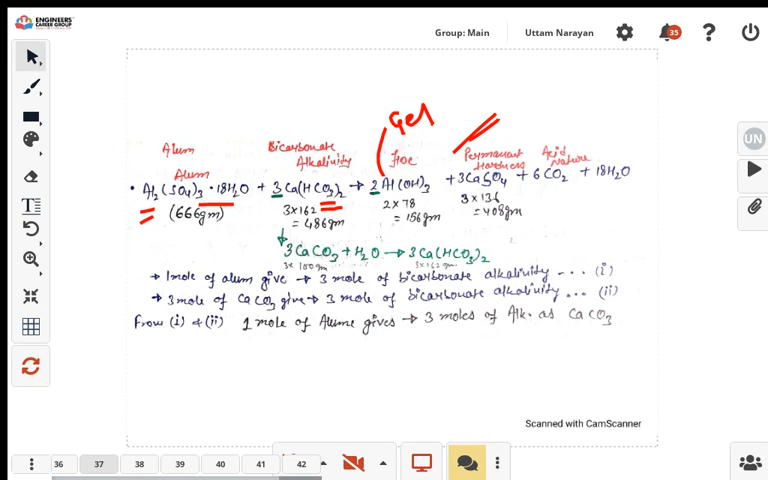 ENGINEERS
CAREER GROUP
Group: Main
Uttam Narayan
35
UN
Gel
Alum
Bicarbonate
Alkalinity
floc
Permanant
Hardness
Acid
Nature
Alum
• Al₂(SO₄)₃·18H₂O + 3Ca(HCO₃)₂ → 2Al(OH)₃ + 3CaSO₄ + 6CO₂ + 18H₂O
(666gm)
3×162
= 486gm
2×78
= 156gm
3×136
= 408gm
3CaCO₃ + H₂O → 3Ca(HCO₃)₂
3×100gm
3×162gm
→ 1 mole of alum give → 3 mole of bicarbonate alkalinity ... (i)
→ 3 mole of CaCO₃ give → 3 mole of bicarbonate alkalinity ... (ii)
From (i) & (ii) 1 mole of Alume gives → 3 moles of Alk. as CaCO₃
Scanned with CamScanner
36 37 38 39 40 41 42